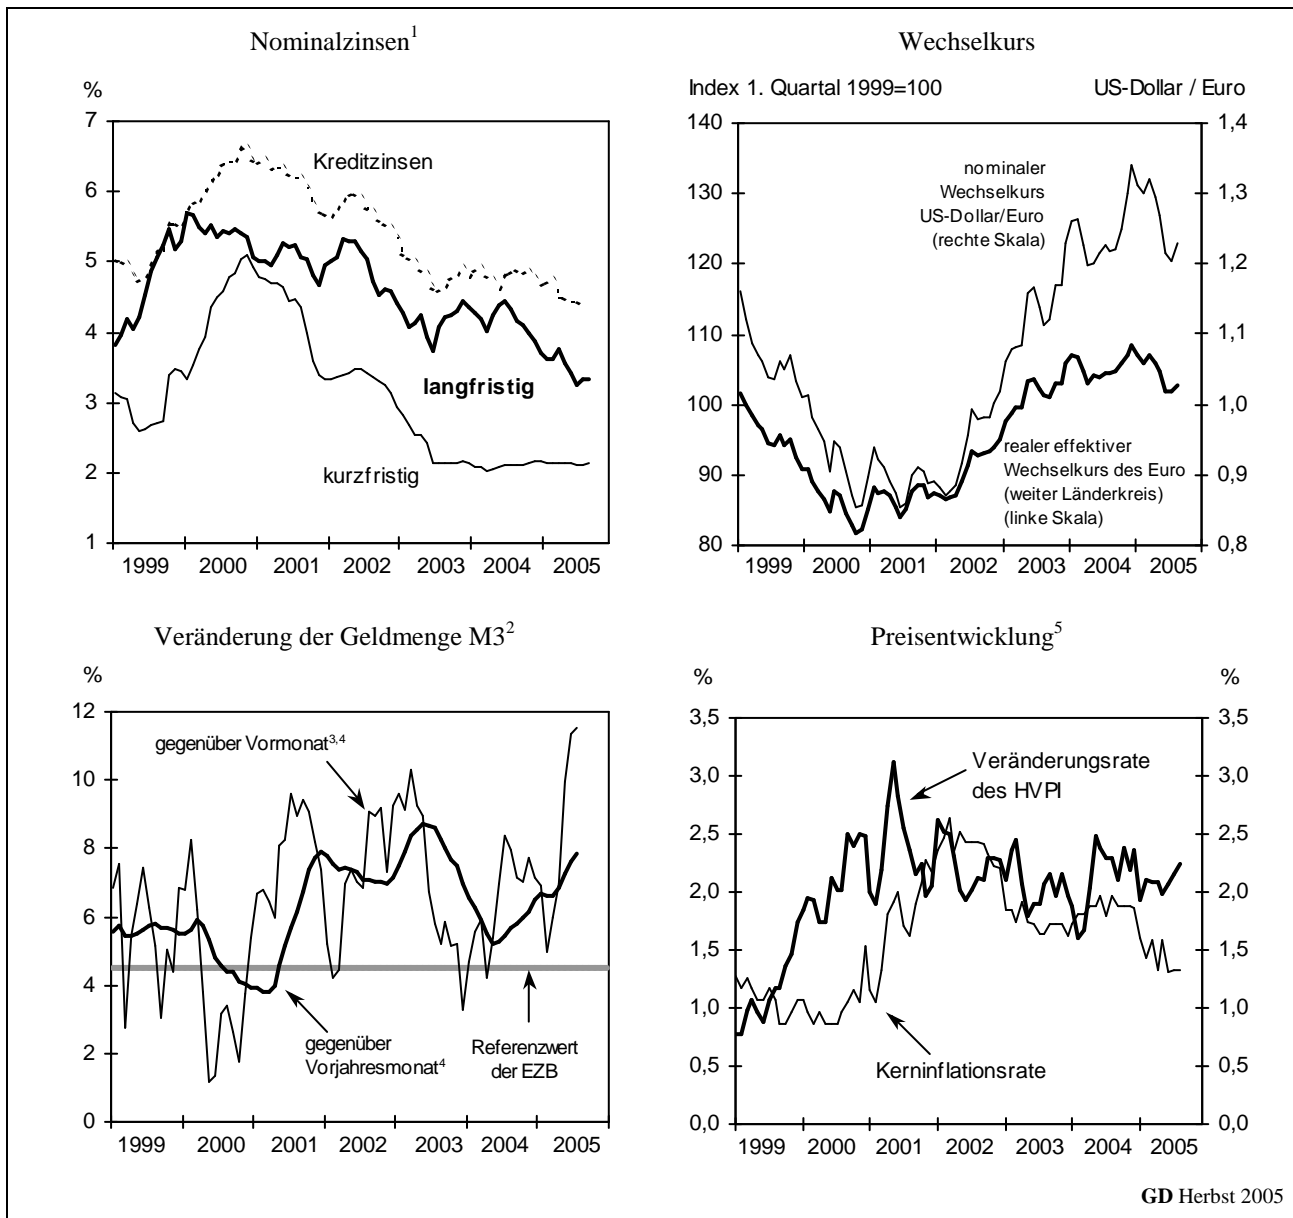 Nominalzinsen1
%
7
6
5
4
3
2
1
Kreditzinsen
langfristig
kurzfristig
1999 2000 2001 2002 2003 2004 2005
Wechselkurs
Index 1. Quartal 1999=100 US-Dollar / Euro
140 1,4
130 1,3
120 1,2
110 1,1
100 1,0
90 0,9
80 0,8
nominaler
Wechselkurs
US-Dollar/Euro
(rechte Skala)
realer effektiver
Wechselkurs des Euro
(weiter Länderkreis)
(linke Skala)
1999 2000 2001 2002 2003 2004 2005
Veränderung der Geldmenge M32
%
12
10
8
6
4
2
0
gegenüber Vormonat3,4
gegenüber
Vorjahresmonat4
Referenzwert
der EZB
1999 2000 2001 2002 2003 2004 2005
Preisentwicklung5
% %
3,5 3,5
3,0 3,0
2,5 2,5
2,0 2,0
1,5 1,5
1,0 1,0
0,5 0,5
0,0 0,0
Veränderungsrate
des HVPI
Kerninflationsrate
1999 2000 2001 2002 2003 2004 2005
GD Herbst 2005